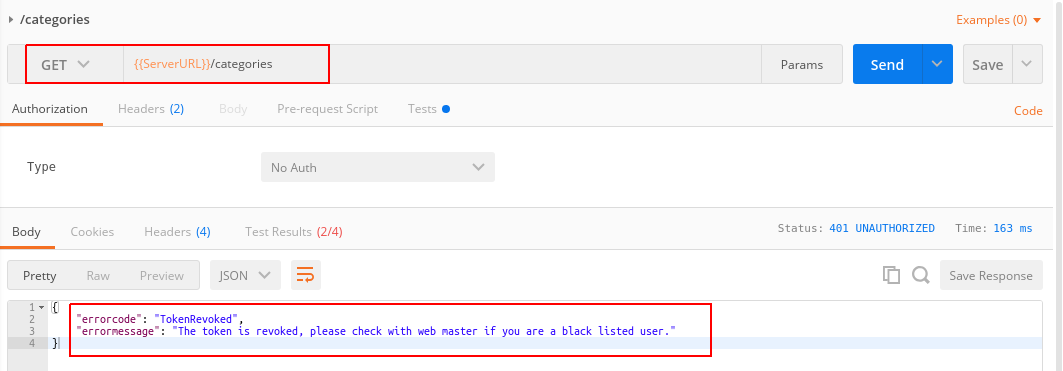 /categories
Examples (0)
GET
{{ServerURL}}/categories
Params
Send
Save
Authorization
Headers (2)
Body
Pre-request Script
Tests
Code
Type
No Auth
Body
Cookies
Headers (4)
Test Results (2/4)
Status: 401 UNAUTHORIZED
Time: 163 ms
Pretty
Raw
Preview
JSON
Save Response
1 {
2 "errorcode": "TokenRevoked",
3 "errormessage": "The token is revoked, please check with web master if you are a black listed user."
4 }